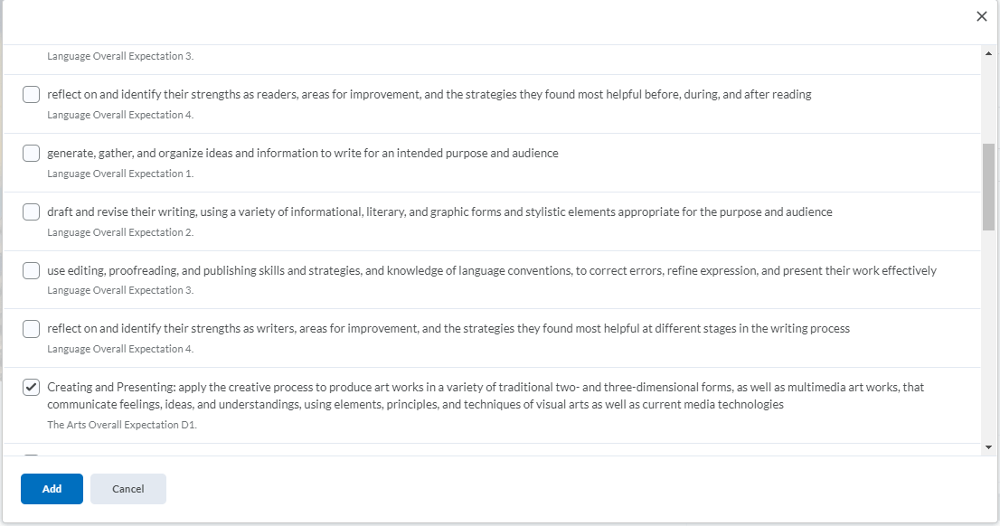 Language Overall Expectation 3.
reflect on and identify their strengths as readers, areas for improvement, and the strategies they found most helpful before, during, and after reading
Language Overall Expectation 4.
generate, gather, and organize ideas and information to write for an intended purpose and audience
Language Overall Expectation 1.
draft and revise their writing, using a variety of informational, literary, and graphic forms and stylistic elements appropriate for the purpose and audience
Language Overall Expectation 2.
use editing, proofreading, and publishing skills and strategies, and knowledge of language conventions, to correct errors, refine expression, and present their work effectively
Language Overall Expectation 3.
reflect on and identify their strengths as writers, areas for improvement, and the strategies they found most helpful at different stages in the writing process
Language Overall Expectation 4.
Creating and Presenting: apply the creative process to produce art works in a variety of traditional two- and three-dimensional forms, as well as multimedia art works, that
communicate feelings, ideas, and understandings, using elements, principles, and techniques of visual arts as well as current media technologies
The Arts Overall Expectation D1.
Add
Cancel